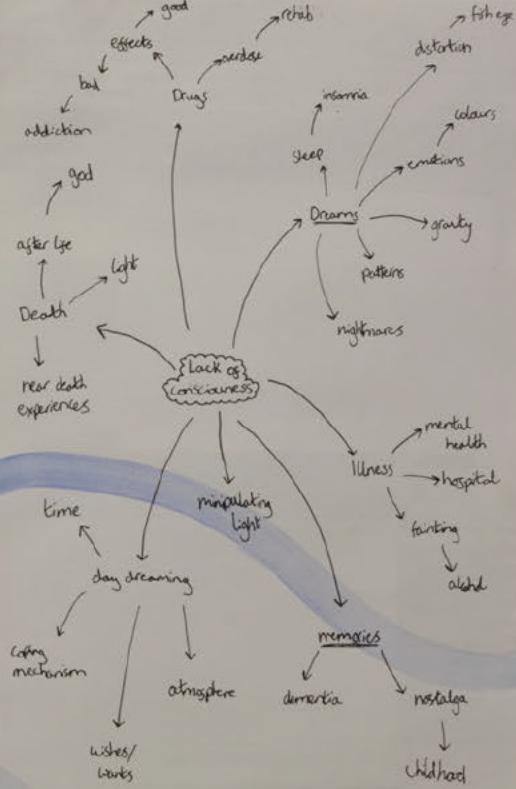 good
effects
bad
addiction
Drugs
overdose
rehab
fish eye
distortion
insomnia
sleep
colours
emotions
Dreams
gravity
patterns
nightmares
god
after life
light
Death
near death
experiences
Lack of
consciouness
mental
health
Illness
hospital
fainting
alcohol
minipulating
light
time
day dreaming
coping
mechanism
atmosphere
wishes/
wants
memories
dementia
nostalga
childhood